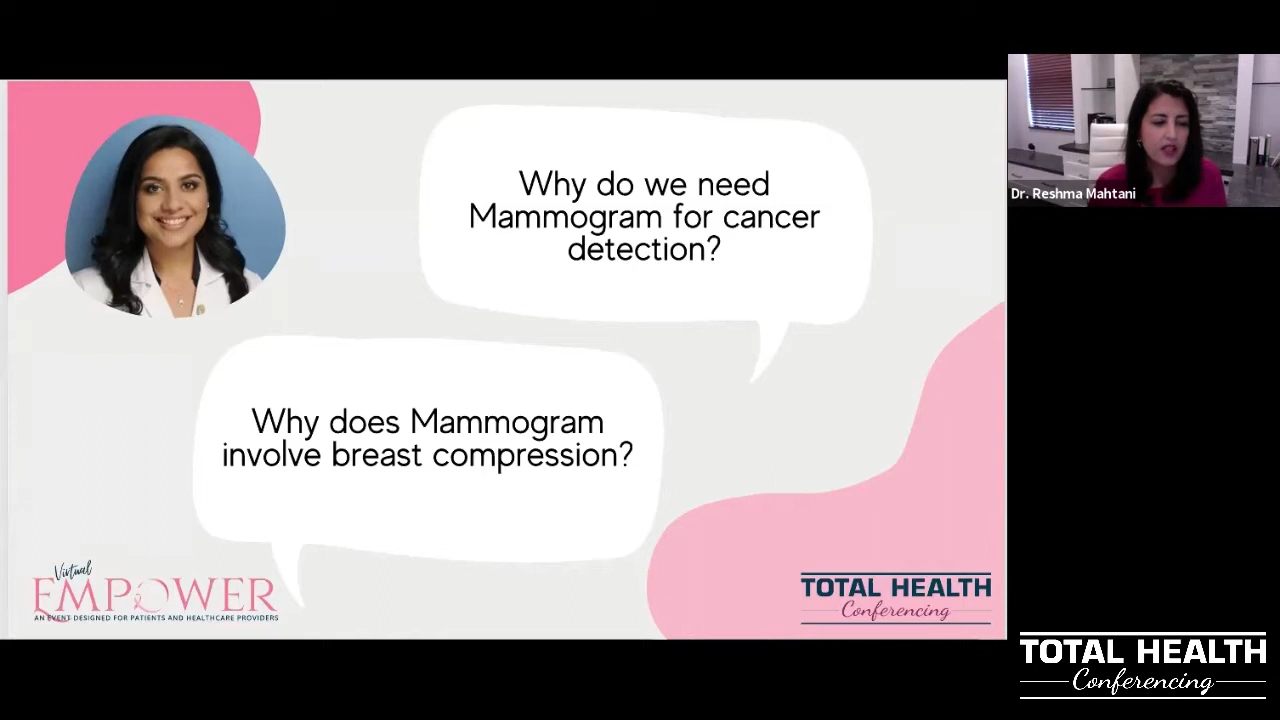 Why do we need
Mammogram for cancer
detection?
Dr. Reshma Mahtani
Why does Mammogram
involve breast compression?
Virtual
EMPOWER
AN EVENT DESIGNED FOR PATIENTS AND HEALTHCARE PROVIDERS
TOTAL HEALTH
Conferencing
TOTAL HEALTH
Conferencing